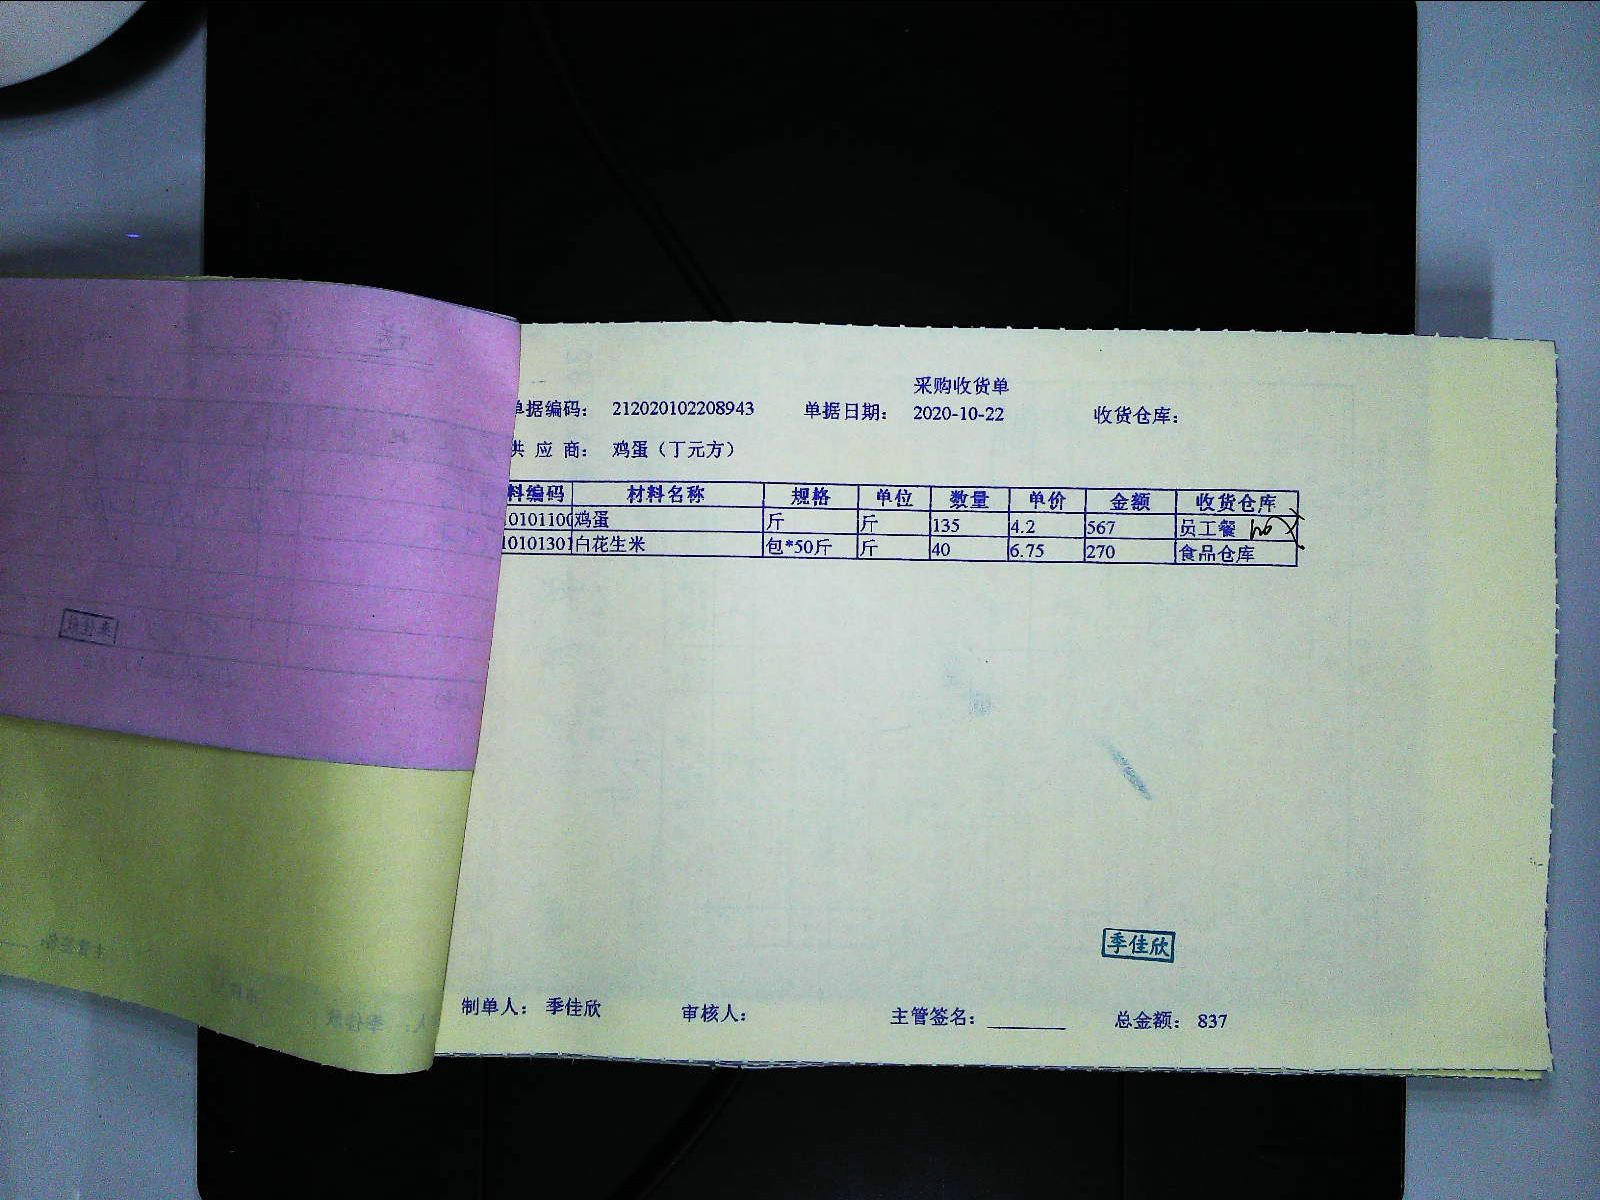 采购收货单
单据编码： 212020102208943 单据日期： 2020-10-22 收货仓库：
供 应 商： 鸡蛋（丁元方）
料编码 材料名称 规格 单位 数量 单价 金额 收货仓库
鸡蛋 斤 斤 135 4.2 567 员工餐
白花生米 包*50斤 斤 40 6.75 270 食品仓库
季佳欣
制单人： 季佳欣 审核人： 主管签名： 总金额： 837